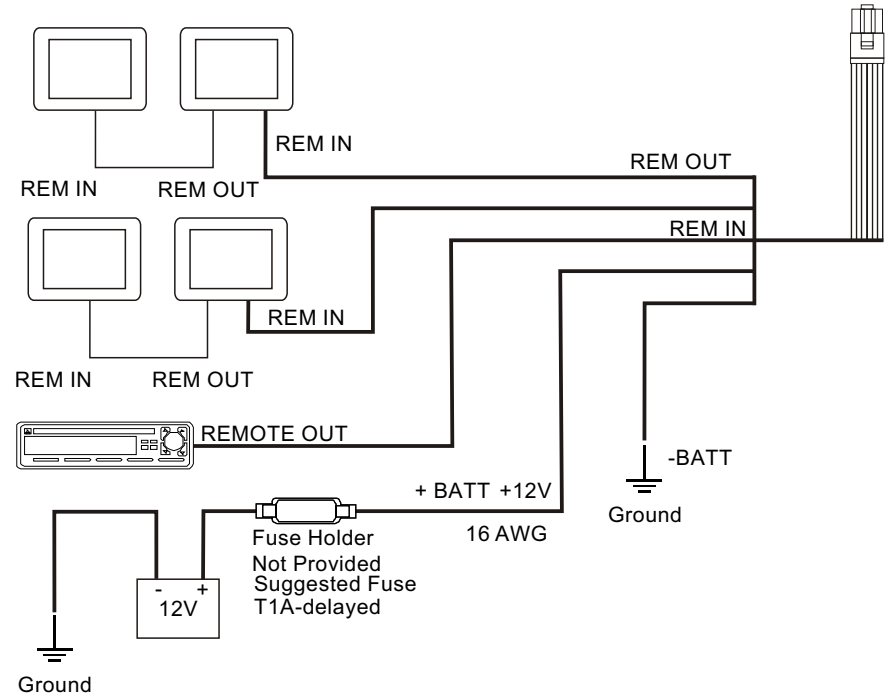 REM IN
REM OUT
REM IN
REM OUT
REM IN
REM IN
REM IN
REM OUT
REMOTE OUT
+ BATT +12V
-BATT
16 AWG
Ground
Fuse Holder
Not Provided
Suggested Fuse
T1A-delayed
- +
12V
Ground